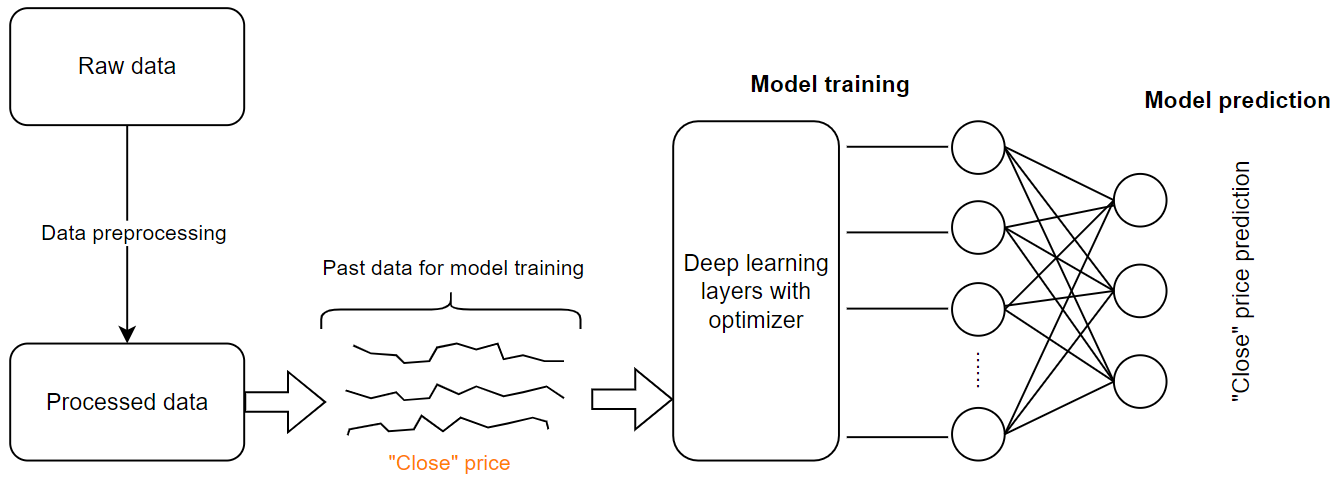 Raw data
Data preprocessing
Processed data
Past data for model training
"Close" price
Model training
Deep learning
layers with
optimizer
Model prediction
"Close" price prediction